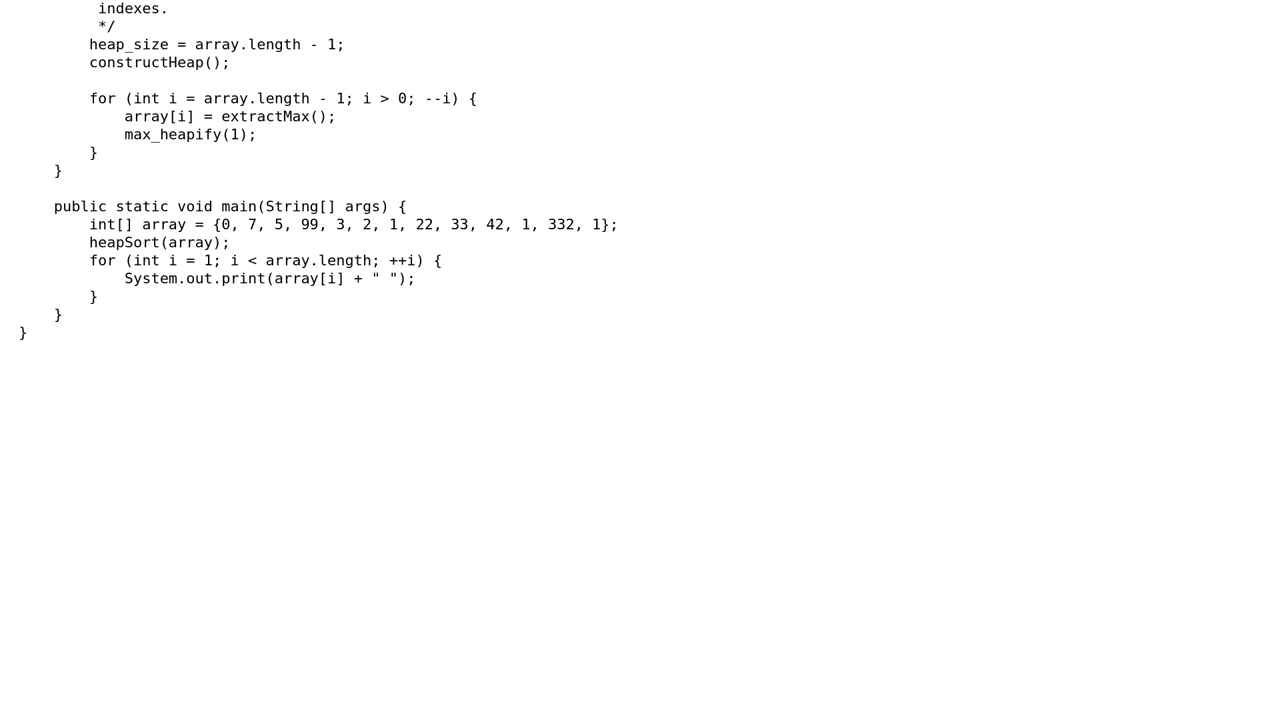 indexes.
         */
        heap_size = array.length - 1;
        constructHeap();

        for (int i = array.length - 1; i > 0; --i) {
            array[i] = extractMax();
            max_heapify(1);
        }
    }

    public static void main(String[] args) {
        int[] array = {0, 7, 5, 99, 3, 2, 1, 22, 33, 42, 1, 332, 1};
        heapSort(array);
        for (int i = 1; i < array.length; ++i) {
            System.out.print(array[i] + " ");
        }
    }
}